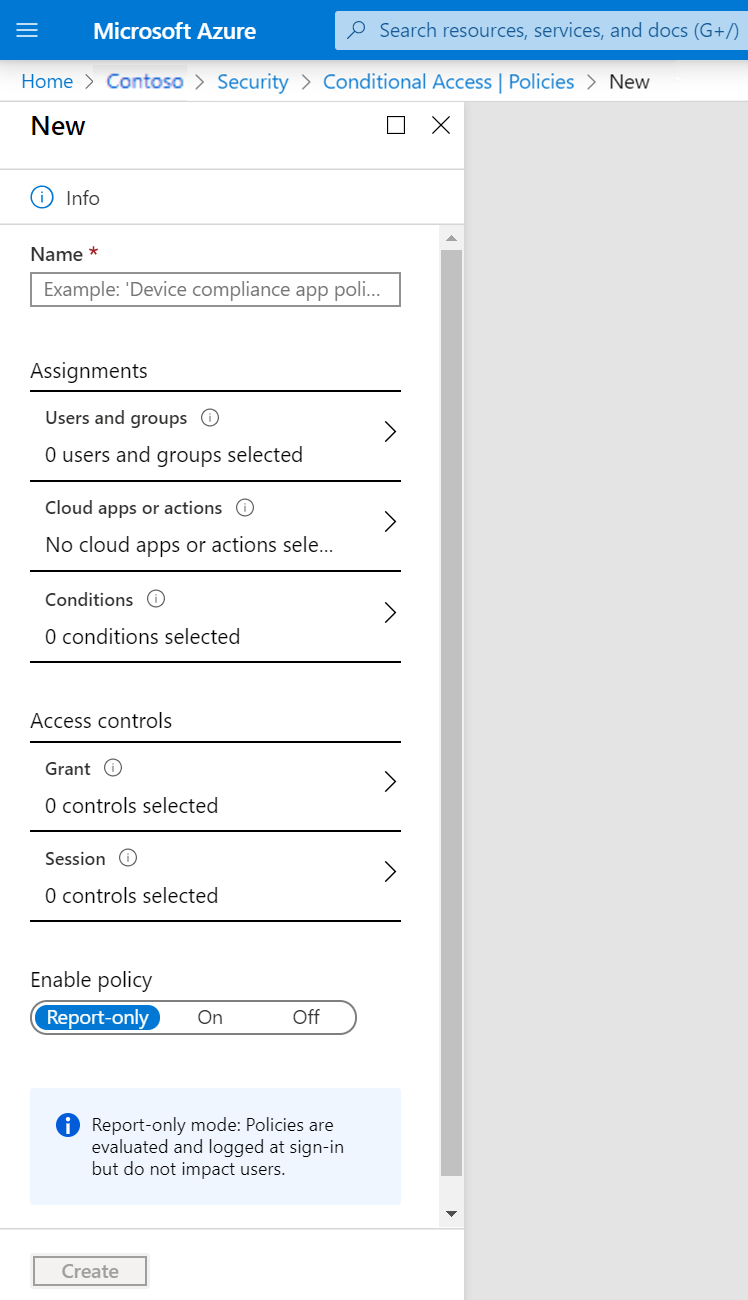 Microsoft Azure
Search resources, services, and docs (G+/)
Home > Contoso > Security > Conditional Access | Policies > New
New
Info
Name *
Example: 'Device compliance app poli...
Assignments
Users and groups
0 users and groups selected
Cloud apps or actions
No cloud apps or actions sele...
Conditions
0 conditions selected
Access controls
Grant
0 controls selected
Session
0 controls selected
Enable policy
Report-only On Off
Report-only mode: Policies are
evaluated and logged at sign-in
but do not impact users.
Create